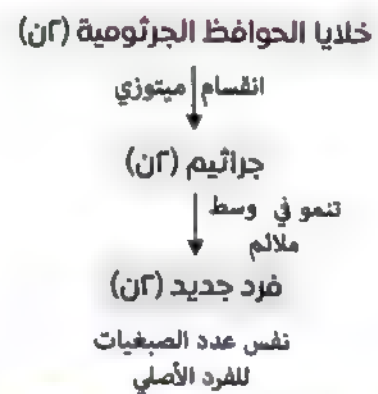 خلايا الحوافظ الجرثومية (٢ن)
انقسام ميتوزي
جراثيم (٢ن)
تنمو في وسط
ملائم
فرد جديد (٢ن)
نفس عدد الصبغيات
للفرد الأصلي